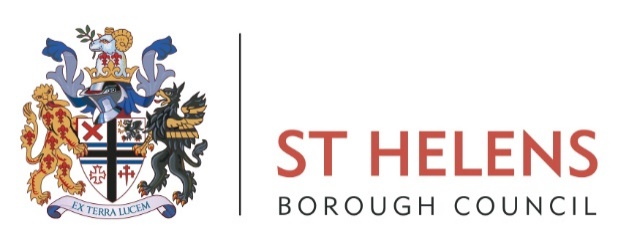 EX TERRA LUCEM
ST HELENS
BOROUGH COUNCIL